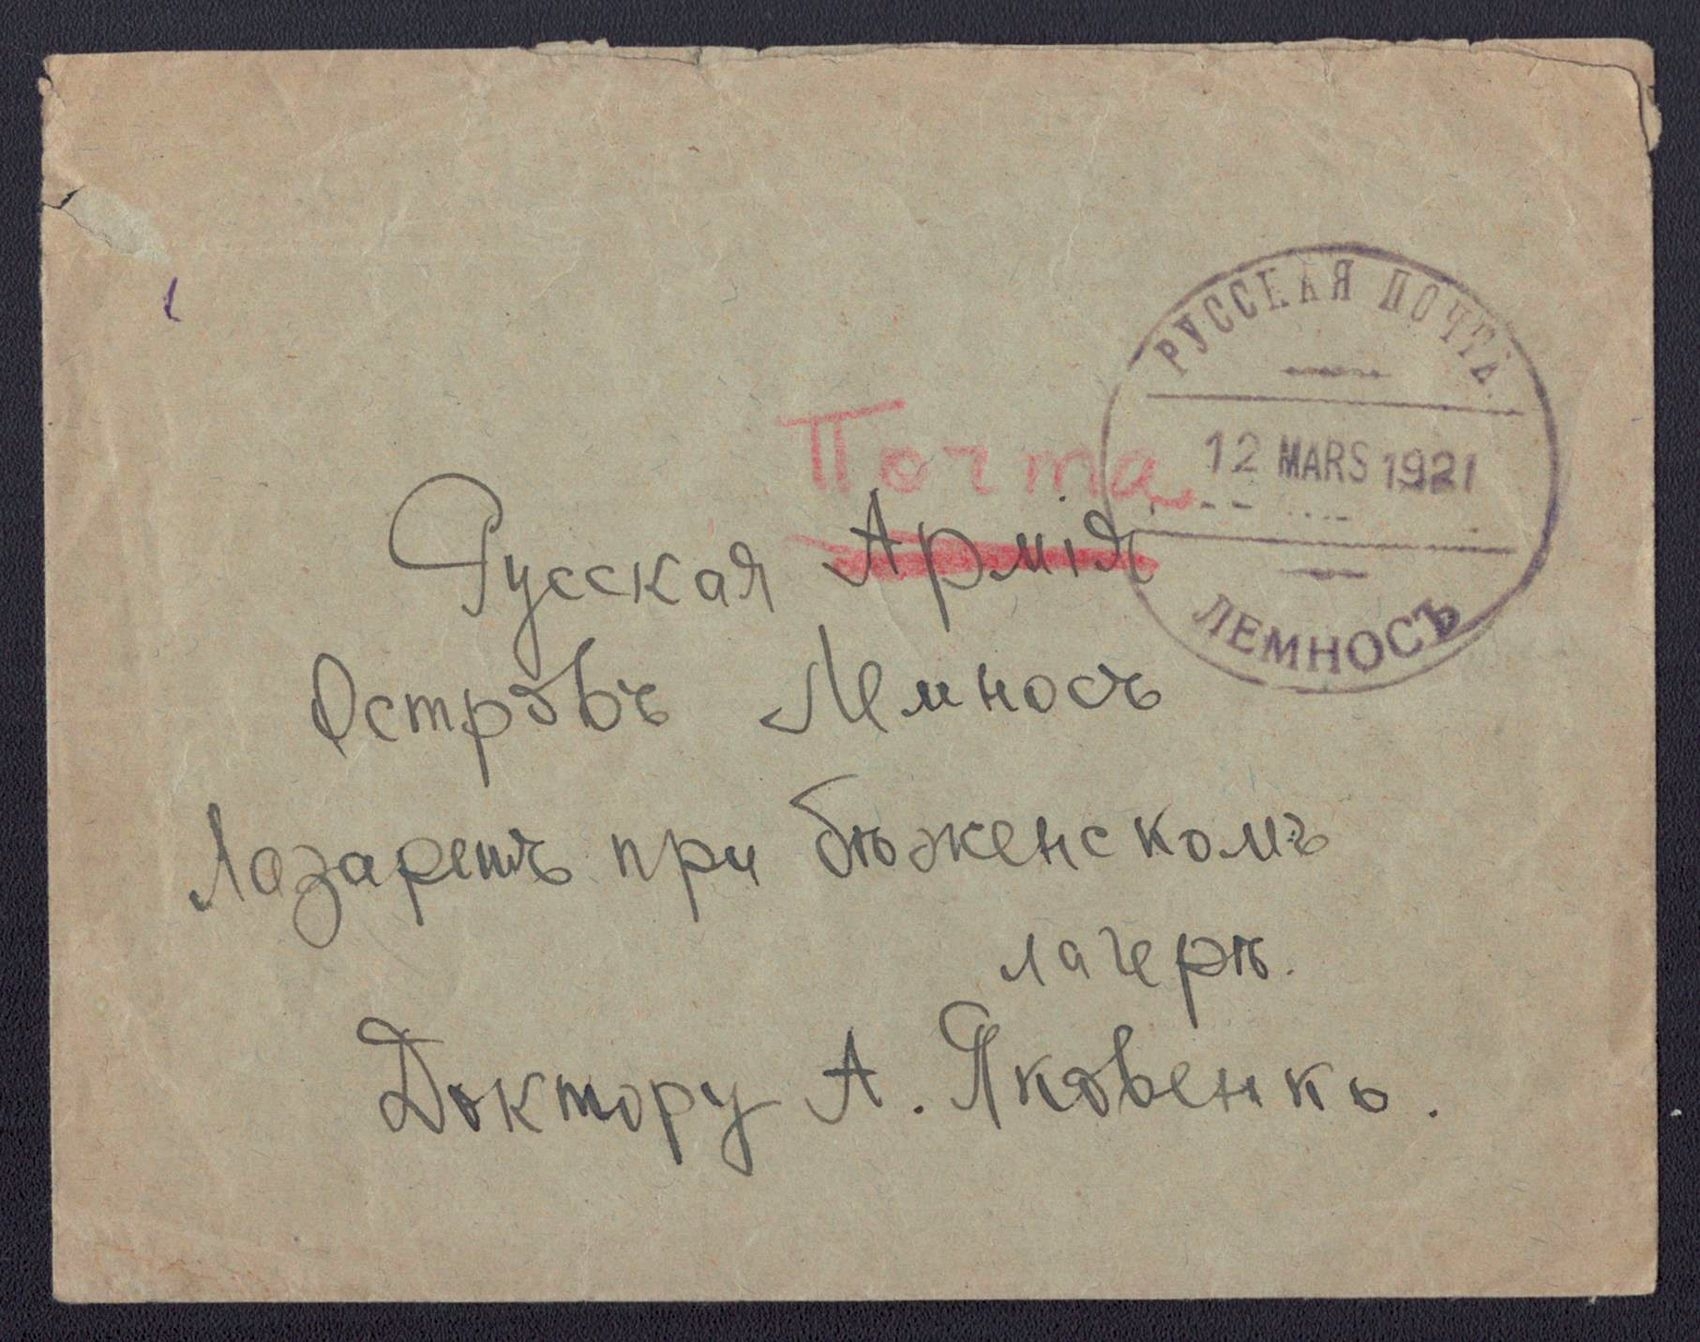 РУССКАЯ ПОЧТА
12 MARS 1921
ЛЕМНОСЪ
Почта
Русская Армія
Островъ Лемносъ
Лазаретъ при бѣженскомъ
лагерѣ.
Доктору А. Яковенко.